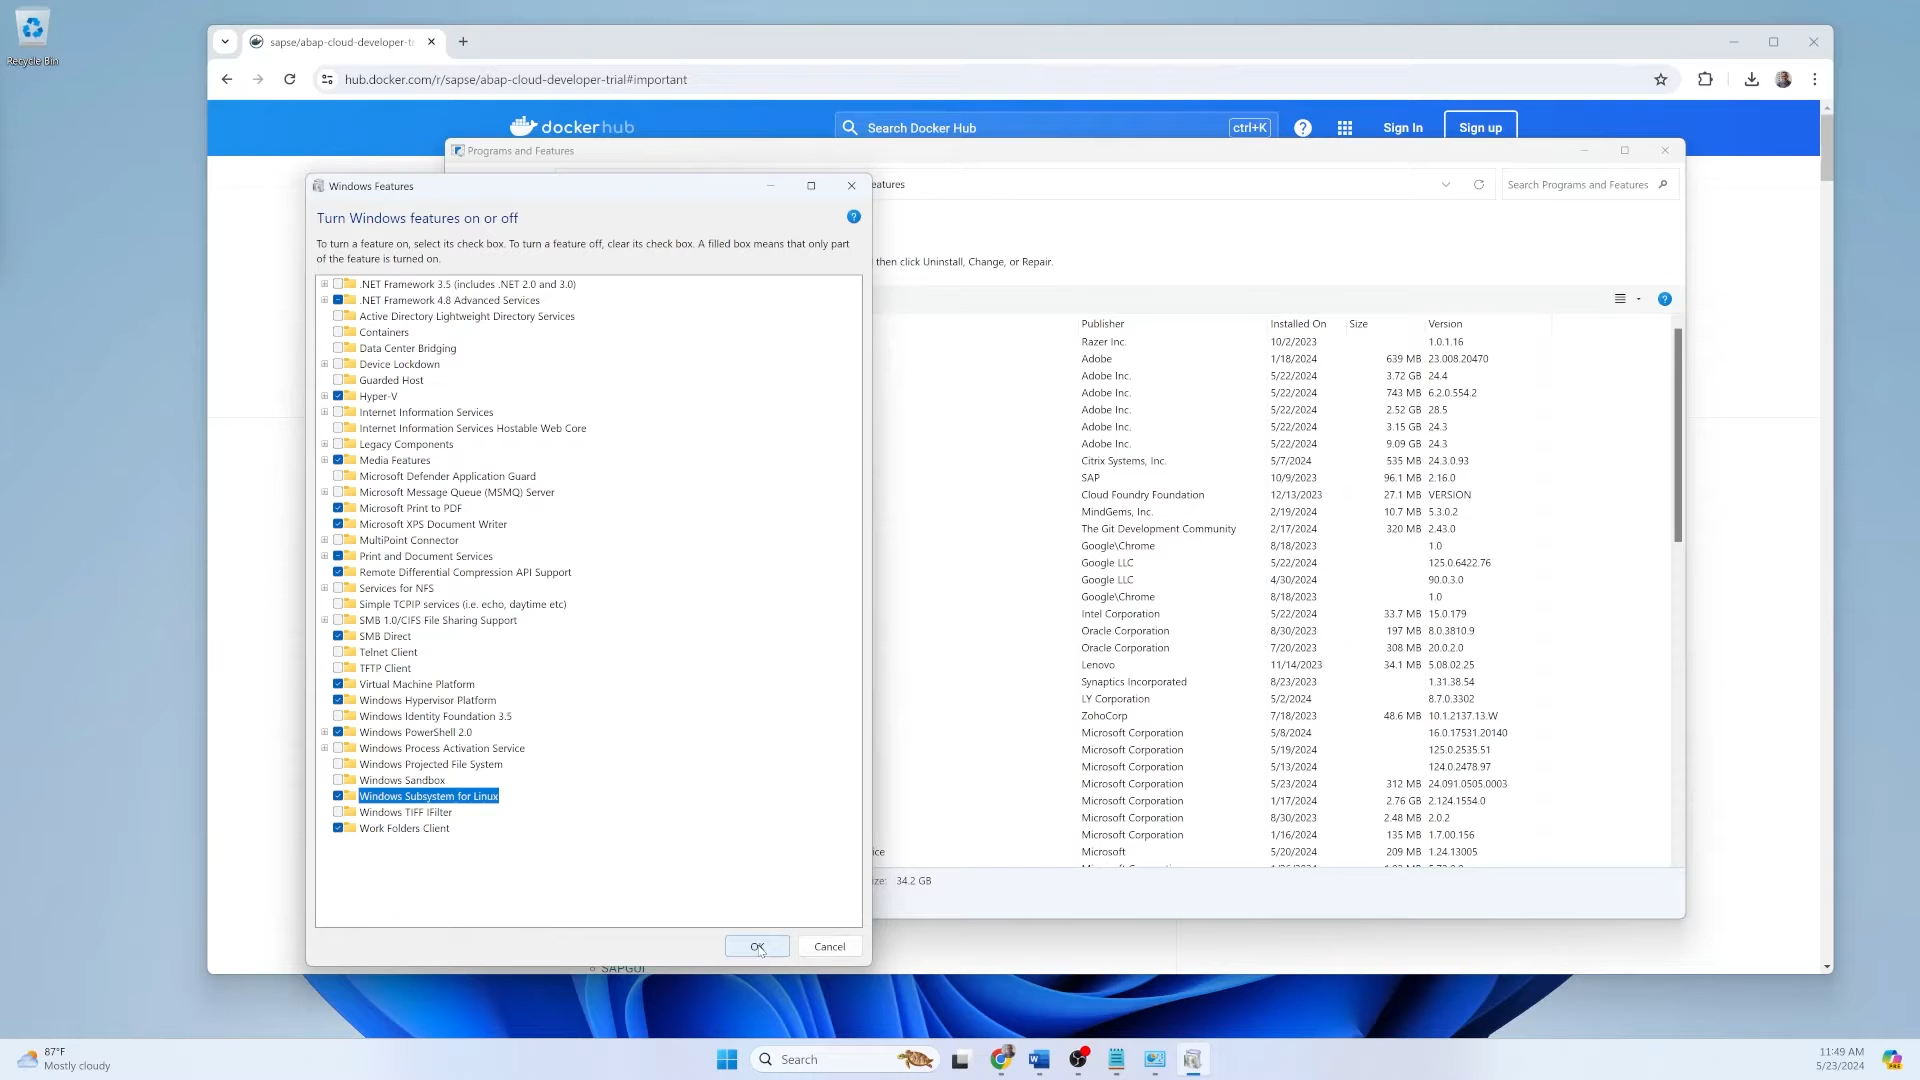 Recycle Bin
sapse/abap-cloud-developer-t
hub.docker.com/r/sapse/abap-cloud-developer-trial#important
dockerhub
Search Docker Hub
ctrl+K
Sign In
Sign up
Programs and Features
eatures
Search Programs and Features
Windows Features
Turn Windows features on or off
To turn a feature on, select its check box. To turn a feature off, clear its check box. A filled box means that only part
of the feature is turned on.
then click Uninstall, Change, or Repair.
.NET Framework 3.5 (includes .NET 2.0 and 3.0)
.NET Framework 4.8 Advanced Services
Active Directory Lightweight Directory Services
Containers
Data Center Bridging
Device Lockdown
Guarded Host
Hyper-V
Internet Information Services
Internet Information Services Hostable Web Core
Legacy Components
Media Features
Microsoft Defender Application Guard
Microsoft Message Queue (MSMQ) Server
Microsoft Print to PDF
Microsoft XPS Document Writer
MultiPoint Connector
Print and Document Services
Remote Differential Compression API Support
Services for NFS
Simple TCPIP services (i.e. echo, daytime etc)
SMB 1.0/CIFS File Sharing Support
SMB Direct
Telnet Client
TFTP Client
Virtual Machine Platform
Windows Hypervisor Platform
Windows Identity Foundation 3.5
Windows PowerShell 2.0
Windows Process Activation Service
Windows Projected File System
Windows Sandbox
Windows Subsystem for Linux
Windows TIFF IFilter
Work Folders Client
OK
Cancel
Publisher Installed On Size Version
Razer Inc. 10/2/2023 1.0.1.16
Adobe 1/18/2024 639 MB 23.008.20470
Adobe Inc. 5/22/2024 3.72 GB 24.4
Adobe Inc. 5/22/2024 743 MB 6.2.0.554.2
Adobe Inc. 5/22/2024 2.52 GB 28.5
Adobe Inc. 5/22/2024 3.15 GB 24.3
Adobe Inc. 5/22/2024 9.09 GB 24.3
Citrix Systems, Inc. 5/7/2024 535 MB 24.3.0.93
SAP 10/9/2023 96.1 MB 2.16.0
Cloud Foundry Foundation 12/13/2023 27.1 MB VERSION
MindGems, Inc. 2/19/2024 10.7 MB 5.3.0.2
The Git Development Community 2/17/2024 320 MB 2.43.0
Google\Chrome 8/18/2023 1.0
Google LLC 5/22/2024 125.0.6422.76
Google LLC 4/30/2024 90.0.3.0
Google\Chrome 8/18/2023 1.0
Intel Corporation 5/22/2024 33.7 MB 15.0.179
Oracle Corporation 8/30/2023 197 MB 8.0.3810.9
Oracle Corporation 7/20/2023 308 MB 20.0.2.0
Lenovo 11/14/2023 34.1 MB 5.08.02.25
Synaptics Incorporated 8/23/2023 1.31.38.54
LY Corporation 5/2/2024 8.7.0.3302
ZohoCorp 7/18/2023 48.6 MB 10.1.2137.13.W
Microsoft Corporation 5/8/2024 16.0.17531.20140
Microsoft Corporation 5/19/2024 125.0.2535.51
Microsoft Corporation 5/13/2024 124.0.2478.97
Microsoft Corporation 5/23/2024 312 MB 24.091.0505.0003
Microsoft Corporation 1/17/2024 2.76 GB 2.124.1554.0
Microsoft Corporation 8/30/2023 2.48 MB 2.0.2
Microsoft Corporation 1/16/2024 135 MB 1.7.00.156
ice Microsoft 5/20/2024 209 MB 1.24.13005
ize: 34.2 GB
SAPGUI
87°F
Mostly cloudy
Search
11:49 AM
5/23/2024